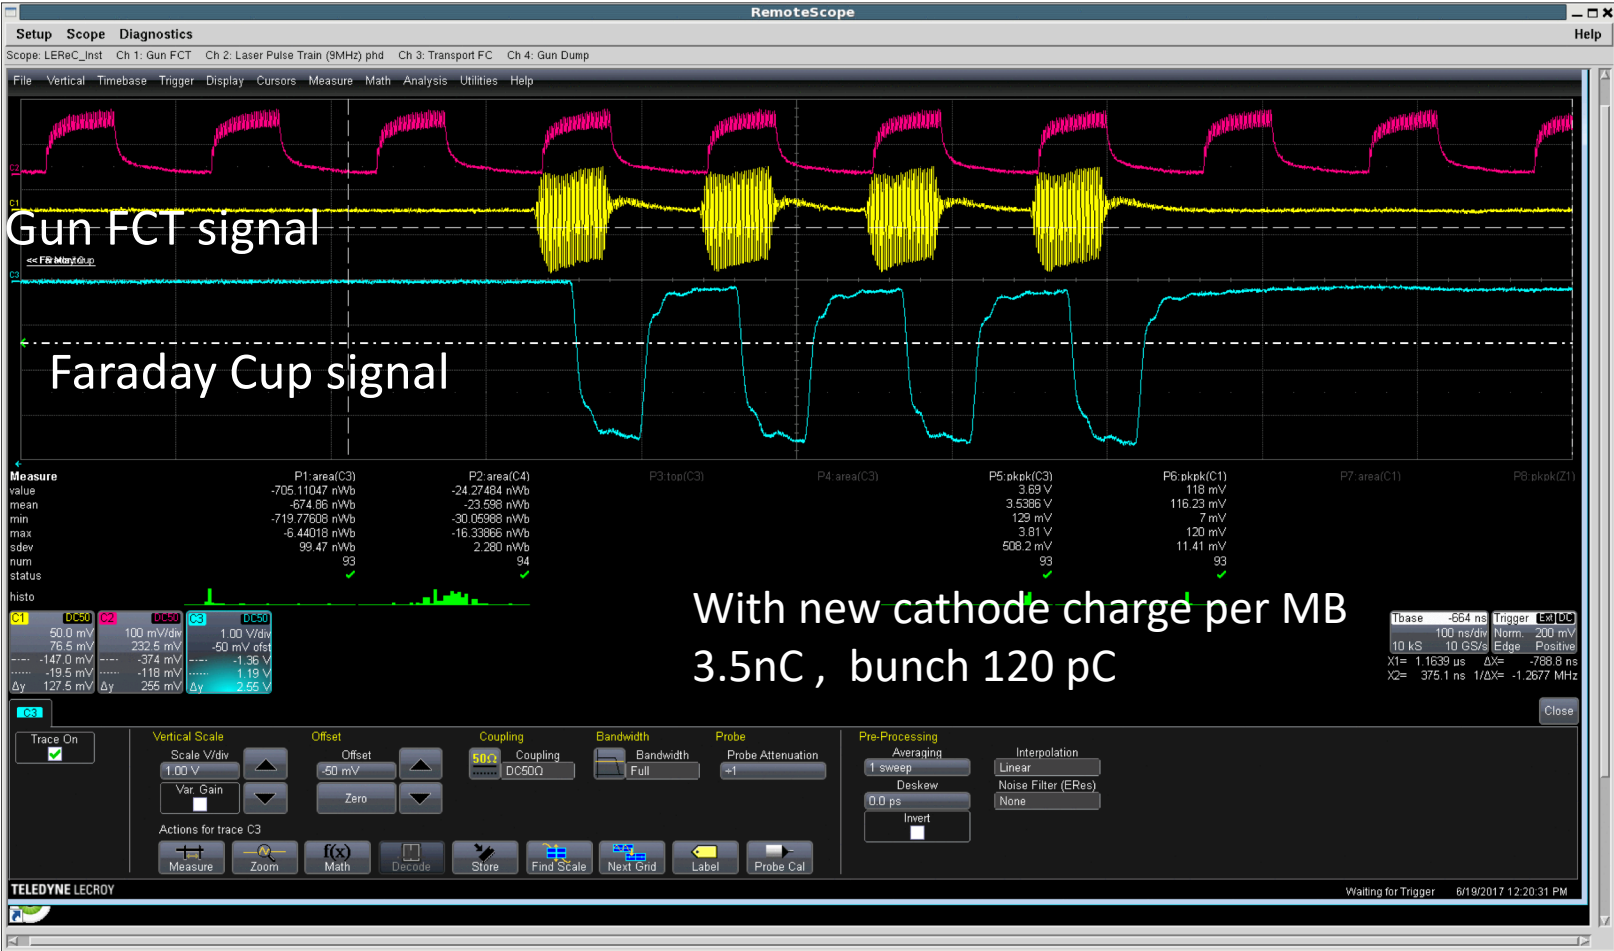 RemoteScope
Setup Scope Diagnostics Help
Scope: LEReC_Inst Ch 1: Gun FCT Ch 2: Laser Pulse Train (9MHz) phd Ch 3: Transport FC Ch 4: Gun Dump
File Vertical Timebase Trigger Display Cursors Measure Math Analysis Utilities Help
C2
C1
Gun FCT signal
C3
Faraday Cup signal
Measure P1:area(C3) P2:area(C4) P3:top(C3) P4:area(C3) P5:pkpk(C3) P6:pkpk(C1) P7:area(C1) P8:pkpk(Z1)
value -705.11047 nWb -24.27484 nWb 3.69 V 118 mV
mean -674.86 nWb -23.598 nWb 3.5386 V 116.23 mV
min -719.77608 nWb -30.05988 nWb 129 mV 7 mV
max -6.44018 nWb -16.33866 nWb 3.81 V 120 mV
sdev 99.47 nWb 2.280 nWb 508.2 mV 11.41 mV
num 93 94 93 93
status
histo
With new cathode charge per MB
3.5nC , bunch 120 pC
C1 DC50 C2 DC50 C3 DC50
50.0 mV 100 mV/div 1.00 V/div
76.5 mV 232.5 mV -50 mV ofst
-147.0 mV -374 mV -1.36 V
-19.5 mV -118 mV 1.19 V
Δy 127.5 mV Δy 255 mV Δy 2.55 V
Tbase -664 ns Trigger Ext DC
100 ns/div Norm. 200 mV
10 kS 10 GS/s Edge Positive
X1= 1.1639 µs ΔX= -788.8 ns
X2= 375.1 ns 1/ΔX= -1.2677 MHz
C3 Close
Trace On
Vertical Scale Offset Coupling Bandwidth Probe Pre-Processing
Scale V/div Offset 50Ω Coupling Bandwidth Probe Attenuation Averaging Interpolation
1.00 V -50 mV DC50Ω Full ÷1 1 sweep Linear
Var. Gain Zero Deskew Noise Filter (ERes)
0.0 ps None
Invert
Actions for trace C3
f(x)
Measure Zoom Math Decode Store Find Scale Next Grid Label Probe Cal
TELEDYNE LECROY Waiting for Trigger 6/19/2017 12:20:31 PM